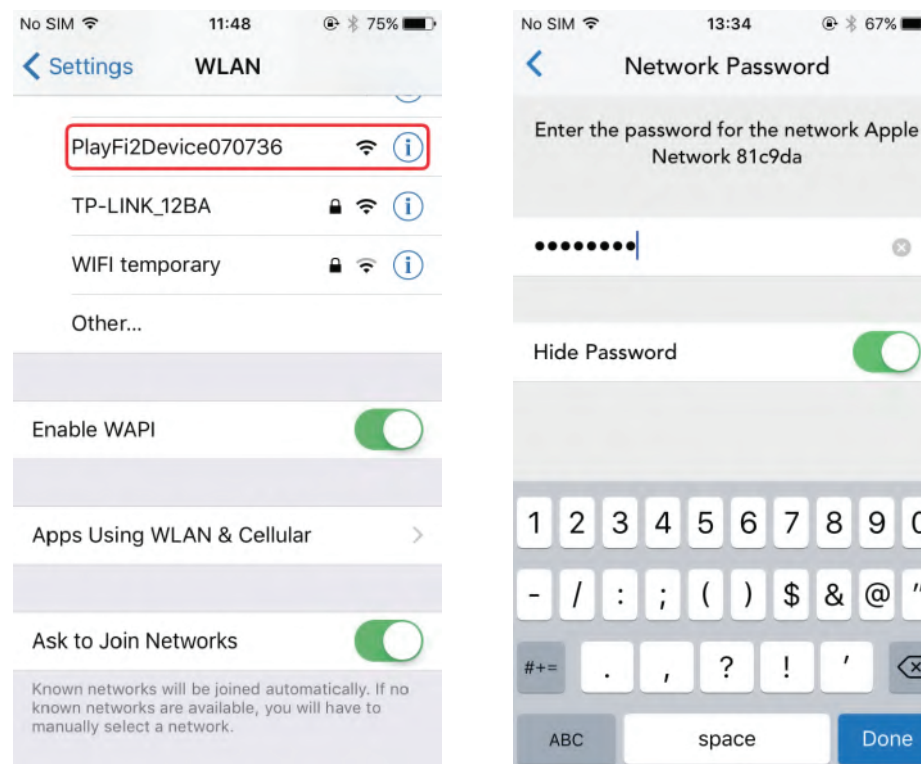 No SIM 11:48 75%
Settings WLAN
PlayFi2Device070736
TP-LINK_12BA
WIFI temporary
Other...
Enable WAPI
Apps Using WLAN & Cellular
Ask to Join Networks
Known networks will be joined automatically. If no
known networks are available, you will have to
manually select a network.
No SIM 13:34 67%
Network Password
Enter the password for the network Apple
Network 81c9da
••••••••
Hide Password
1 2 3 4 5 6 7 8 9 0
- / : ; ( ) $ & @ "
#+= . , ? ! '
ABC space Done